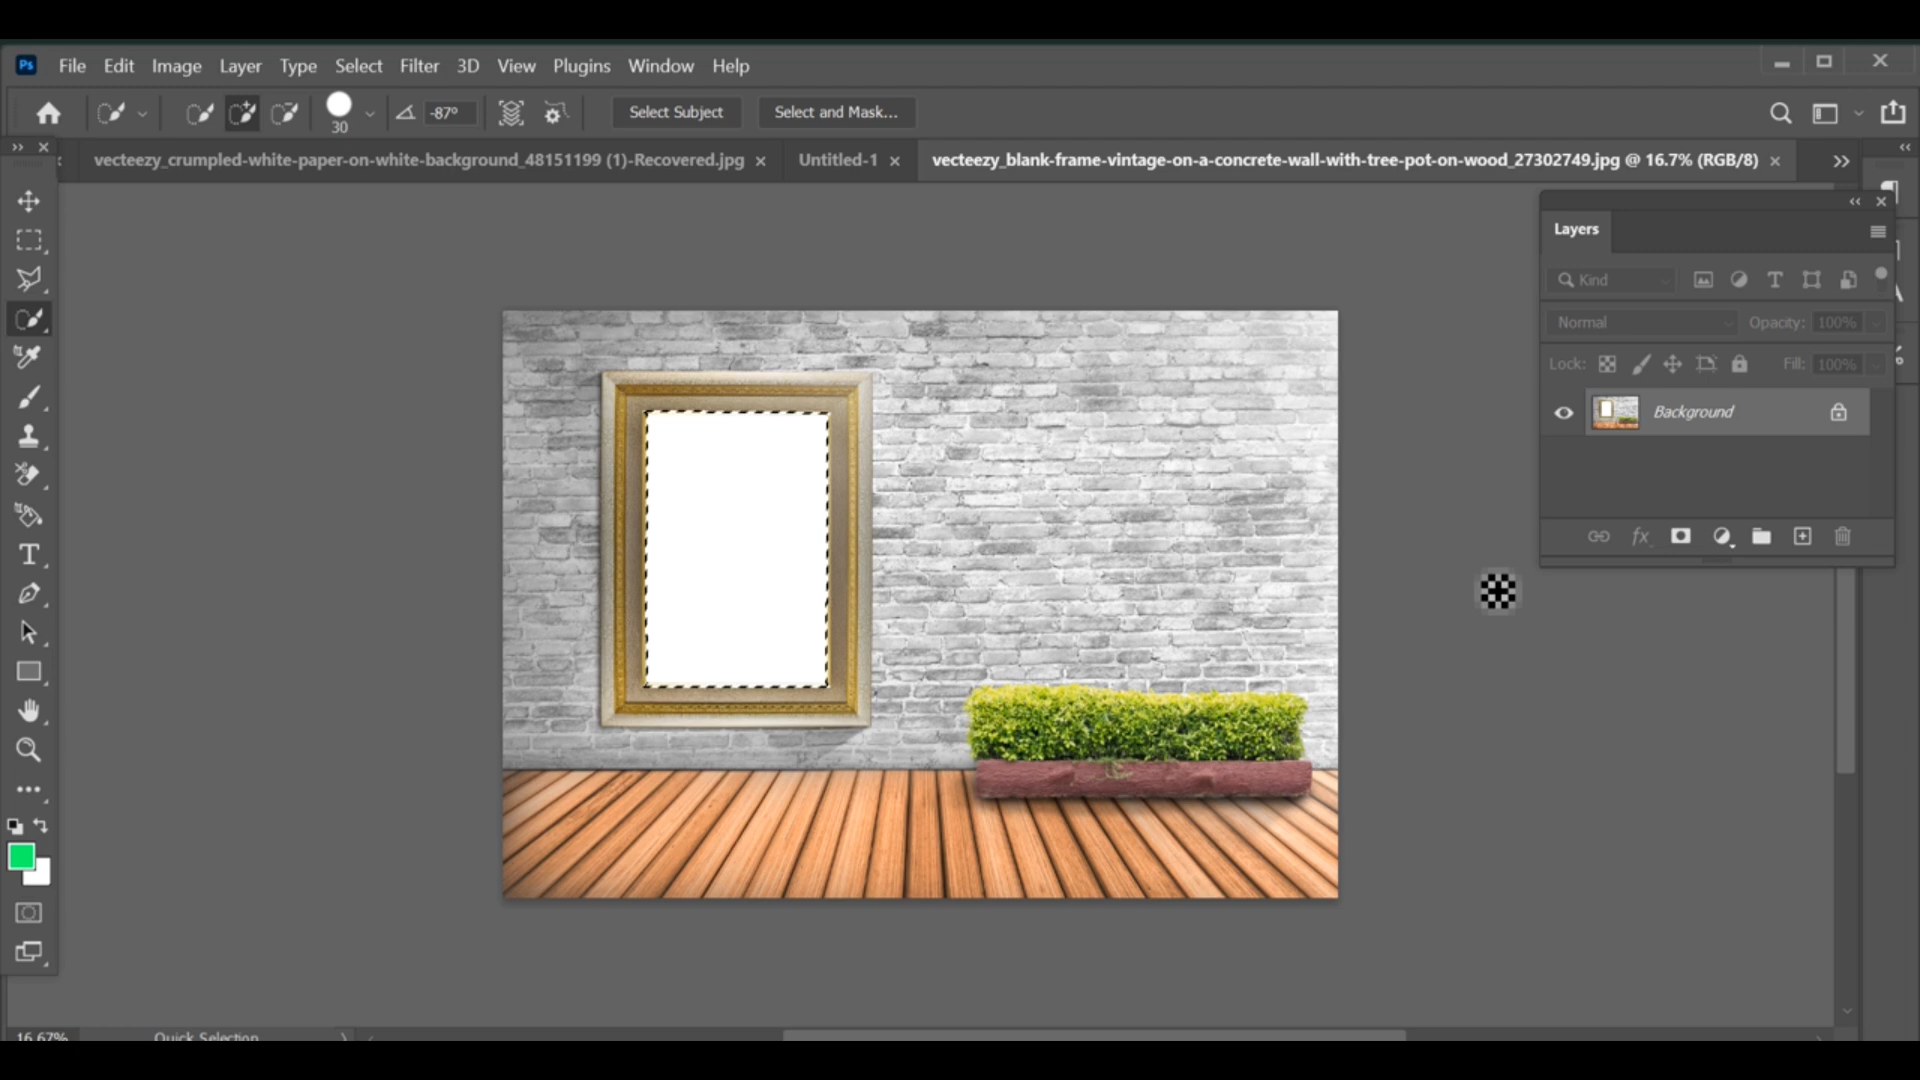 Ps File Edit Image Layer Type Select Filter 3D View Plugins Window Help
30 -87° Select Subject Select and Mask...
vecteezy_crumpled-white-paper-on-white-background_48151199 (1)-Recovered.jpg × Untitled-1 × vecteezy_blank-frame-vintage-on-a-concrete-wall-with-tree-pot-on-wood_27302749.jpg @ 16.7% (RGB/8) ×
Layers
Kind
Normal Opacity: 100%
Lock: Fill: 100%
Background
fx
16.67% Quick Selection